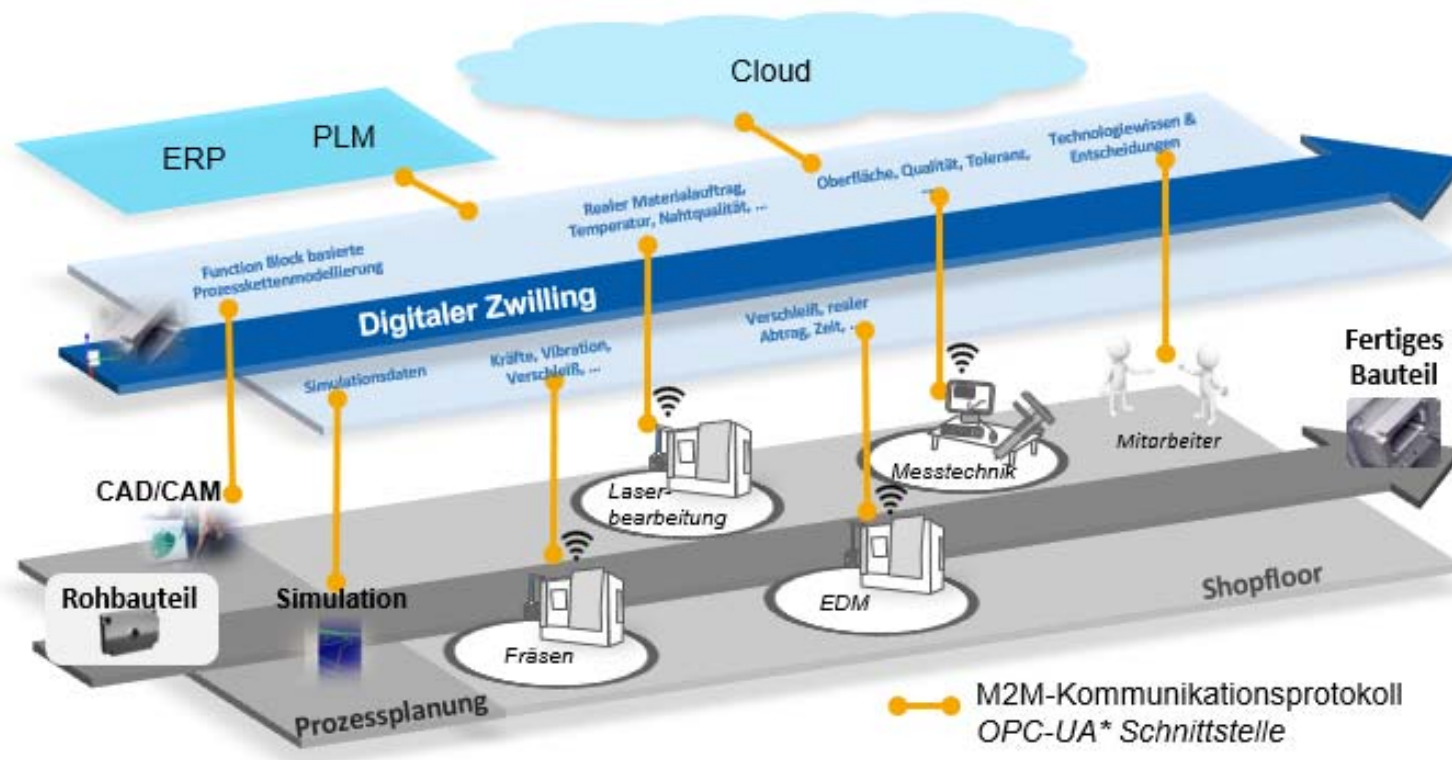 Cloud
ERP
PLM
Technologiewissen &
Entscheidungen
Oberfläche, Qualität, Toleranz,
...
Realer Materialauftrag,
Temperatur, Nahtqualität, ...
Function Block basierte
Prozesskettenmodellierung
Digitaler Zwilling
Verschleiß, realer
Abtrag, Zeit, ...
Kräfte, Vibration,
Verschleiß, ...
Simulationsdaten
Fertiges
Bauteil
Mitarbeiter
Messtechnik
CAD/CAM
Laser-
bearbeitung
Rohbauteil
Simulation
EDM
Shopfloor
Fräsen
Prozessplanung
M2M-Kommunikationsprotokoll
OPC-UA* Schnittstelle